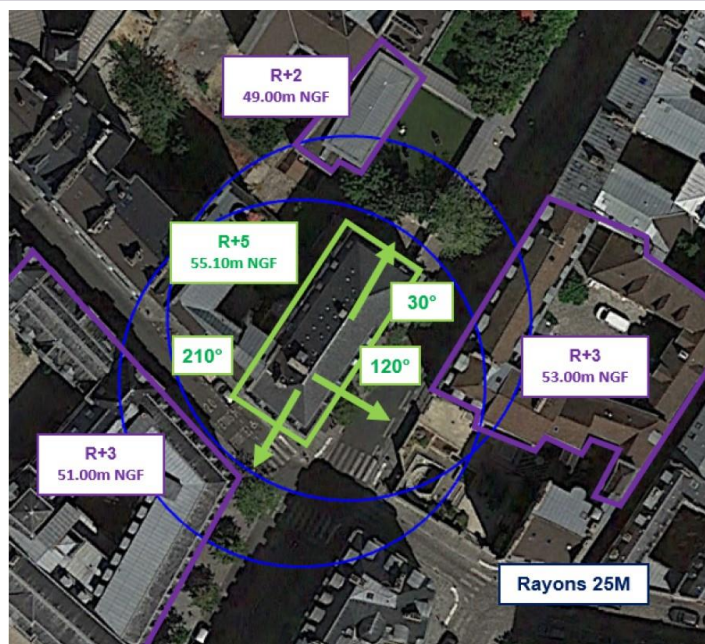 R+2
49.00m NGF
R+5
55.10m NGF
30°
210°
120°
R+3
53.00m NGF
R+3
51.00m NGF
Rayons 25M